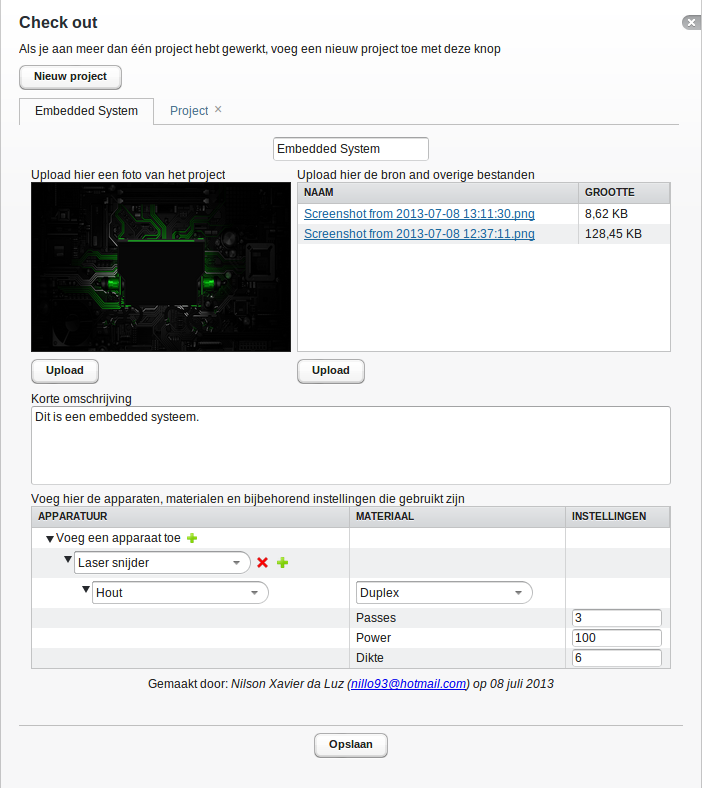 Check out
Als je aan meer dan één project hebt gewerkt, voeg een nieuw project toe met deze knop
Nieuw project
Embedded System
Project ×
Embedded System
Upload hier een foto van het project
Upload hier de bron and overige bestanden
NAAM GROOTTE
Screenshot from 2013-07-08 13:11:30.png 8,62 KB
Screenshot from 2013-07-08 12:37:11.png 128,45 KB
Upload
Upload
Korte omschrijving
Dit is een embedded systeem.
Voeg hier de apparaten, materialen en bijbehorend instellingen die gebruikt zijn
APPARATUUR MATERIAAL INSTELLINGEN
Voeg een apparaat toe
Laser snijder
Hout Duplex
Passes 3
Power 100
Dikte 6
Gemaakt door: Nilson Xavier da Luz (nillo93@hotmail.com) op 08 juli 2013
Opslaan